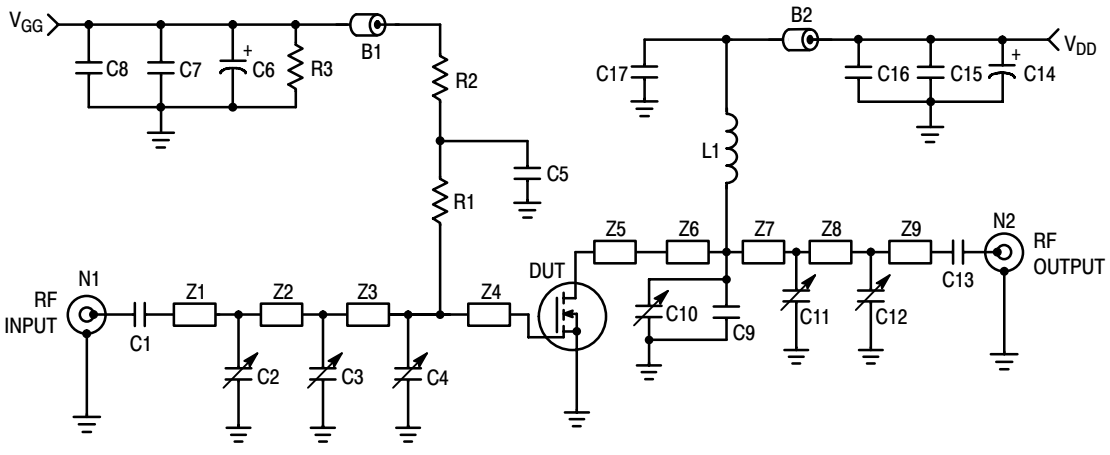 V_GG
B1
B2
V_DD
C8
C7
+
C6
R3
R2
C17
C16
C15
+
C14
C5
R1
L1
N1
RF
INPUT
C1
Z1
Z2
Z3
Z4
C2
C3
C4
DUT
Z5
Z6
Z7
Z8
Z9
C10
C9
C11
C12
C13
N2
RF
OUTPUT